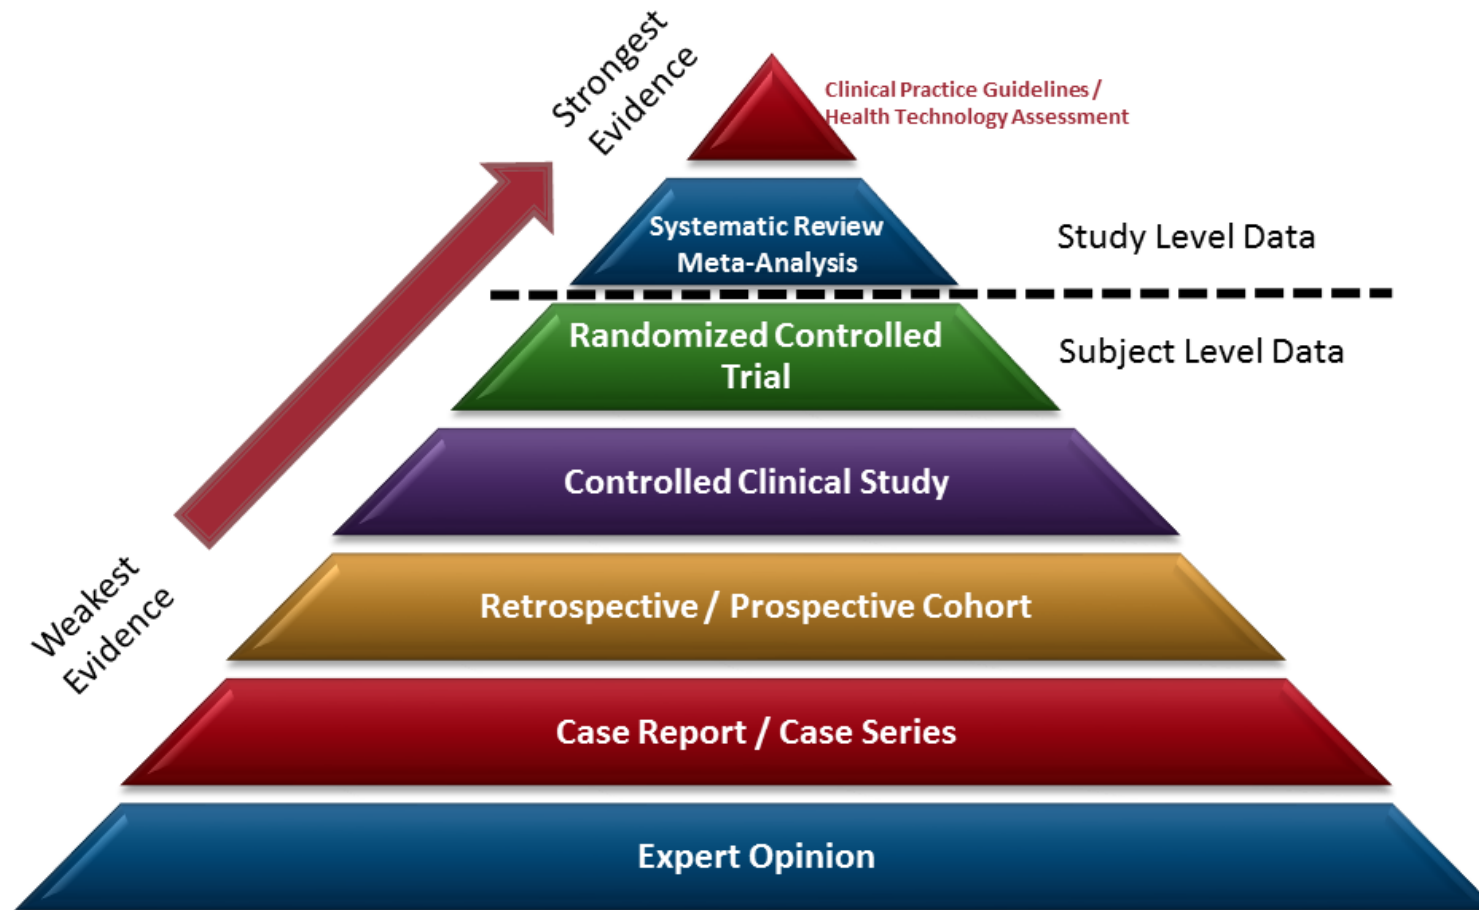 Strongest
Evidence
Clinical Practice Guidelines /
Health Technology Assessment
Systematic Review
Meta-Analysis
Study Level Data
Randomized Controlled
Trial
Subject Level Data
Controlled Clinical Study
Retrospective / Prospective Cohort
Weakest
Evidence
Case Report / Case Series
Expert Opinion